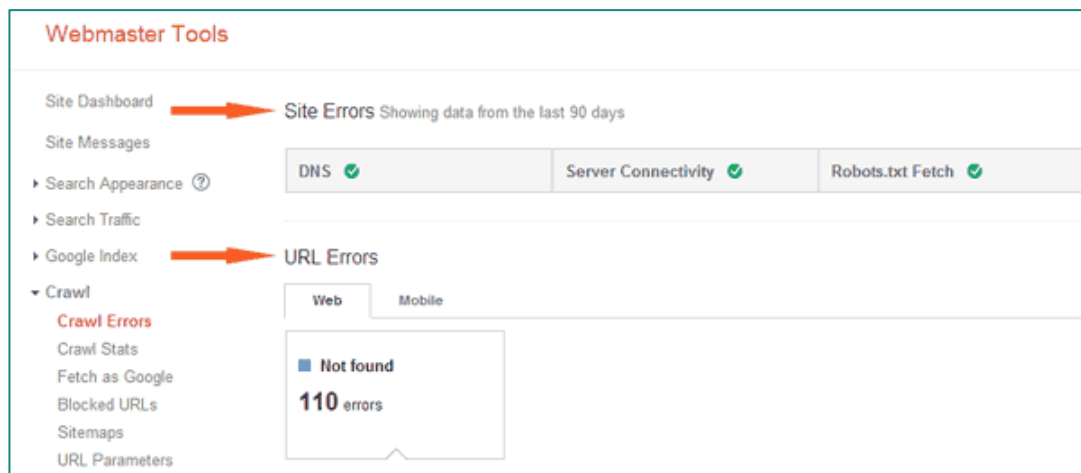 Webmaster Tools
Site Dashboard
Site Messages
Search Appearance ?
Search Traffic
Google Index
Crawl
Crawl Errors
Crawl Stats
Fetch as Google
Blocked URLs
Sitemaps
URL Parameters
Site Errors Showing data from the last 90 days
DNS Server Connectivity Robots.txt Fetch
URL Errors
Web Mobile
Not found
110 errors